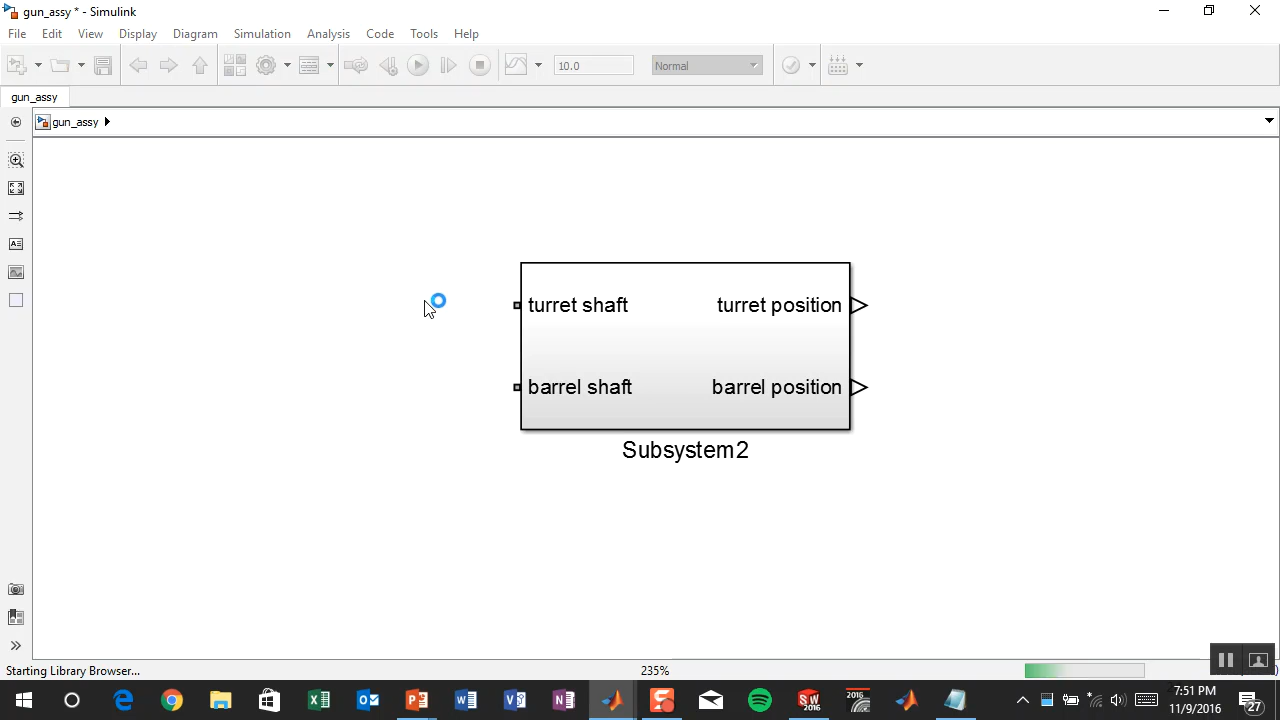 gun_assy * - Simulink
File Edit View Display Diagram Simulation Analysis Code Tools Help
10.0 Normal
gun_assy
gun_assy
turret shaft turret position
barrel shaft barrel position
Subsystem2
Starting Library Browser... 235%
7:51 PM
11/9/2016
27